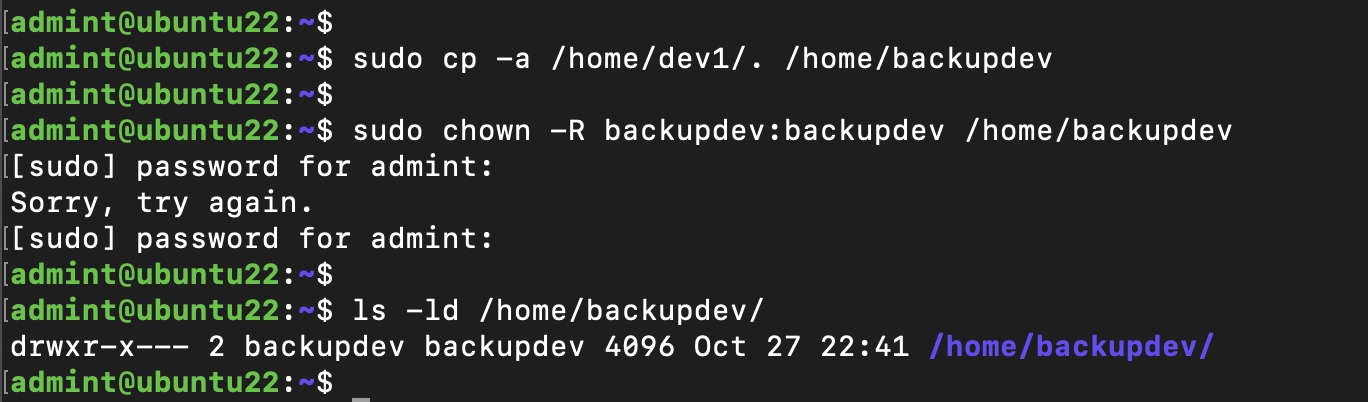 [admint@ubuntu22:~$
[admint@ubuntu22:~$ sudo cp -a /home/dev1/. /home/backupdev
[admint@ubuntu22:~$
[admint@ubuntu22:~$ sudo chown -R backupdev:backupdev /home/backupdev
[[sudo] password for admint:
Sorry, try again.
[[sudo] password for admint:
[admint@ubuntu22:~$
[admint@ubuntu22:~$ ls -ld /home/backupdev/
drwxr-x--- 2 backupdev backupdev 4096 Oct 27 22:41 /home/backupdev/
[admint@ubuntu22:~$